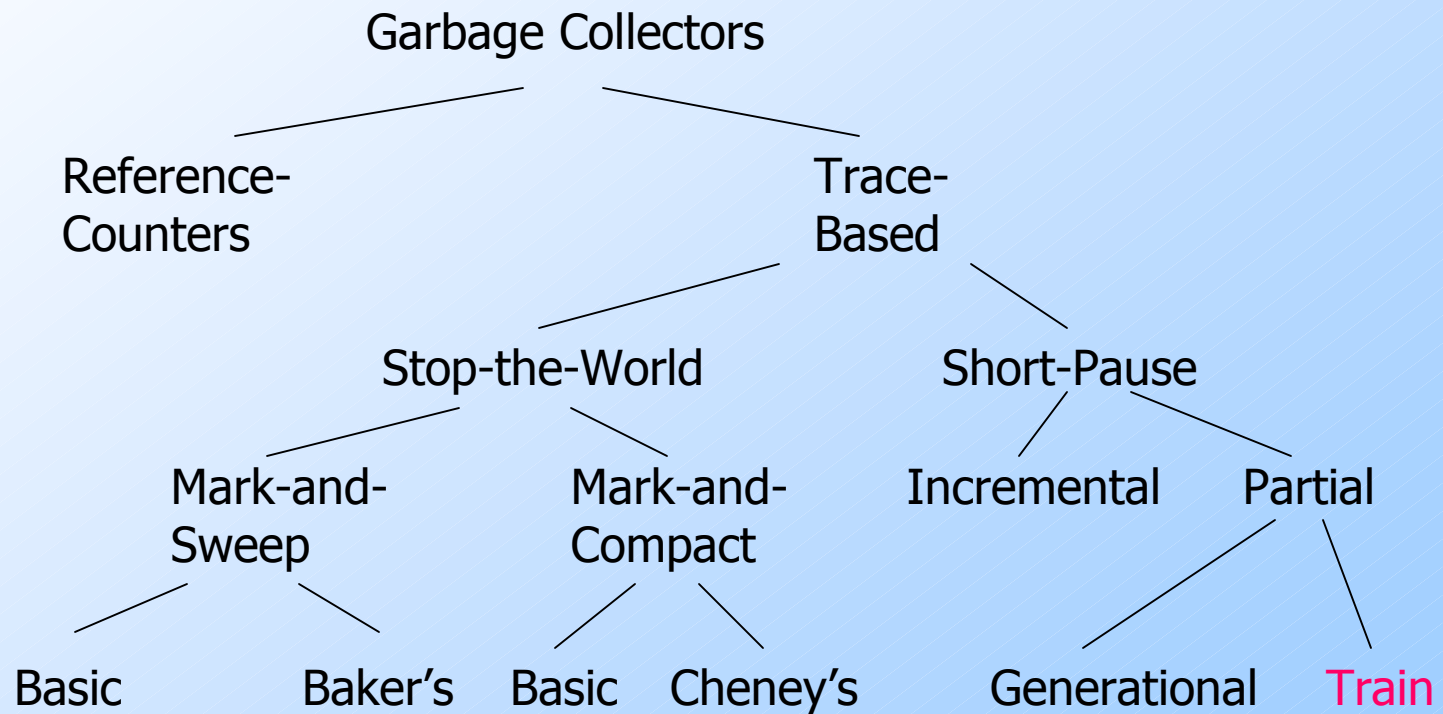 Garbage Collectors
Reference-
Counters
Trace-
Based
Stop-the-World
Short-Pause
Mark-and-
Sweep
Mark-and-
Compact
Incremental
Partial
Basic
Baker’s
Basic
Cheney’s
Generational
Train